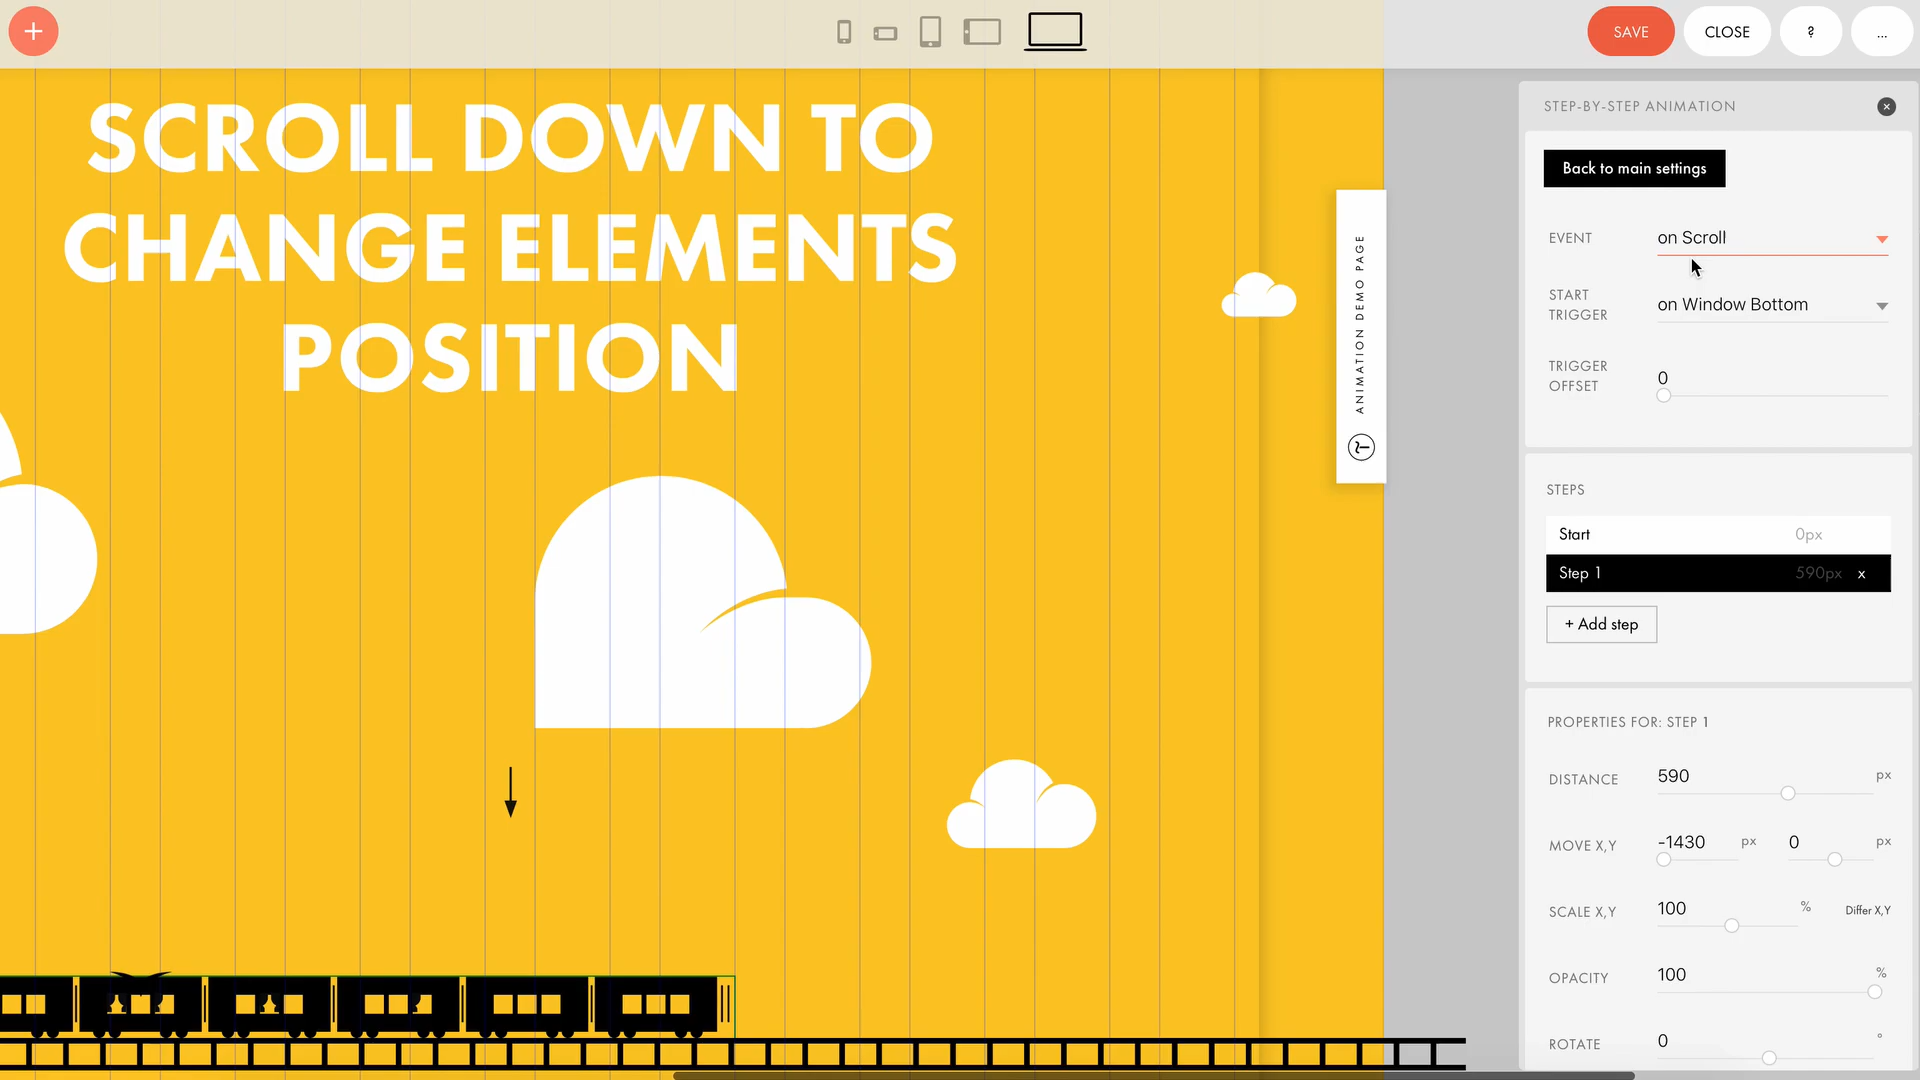 +
SAVE
CLOSE
?
...
SCROLL DOWN TO
CHANGE ELEMENTS
POSITION
ANIMATION DEMO PAGE
STEP-BY-STEP ANIMATION
Back to main settings
EVENT
on Scroll
START
TRIGGER
on Window Bottom
TRIGGER
OFFSET
0
STEPS
Start 0px
Step 1 590px x
+ Add step
PROPERTIES FOR: STEP 1
DISTANCE 590 px
MOVE X,Y -1430 px 0 px
SCALE X,Y 100 % Differ X,Y
OPACITY 100 %
ROTATE 0 °